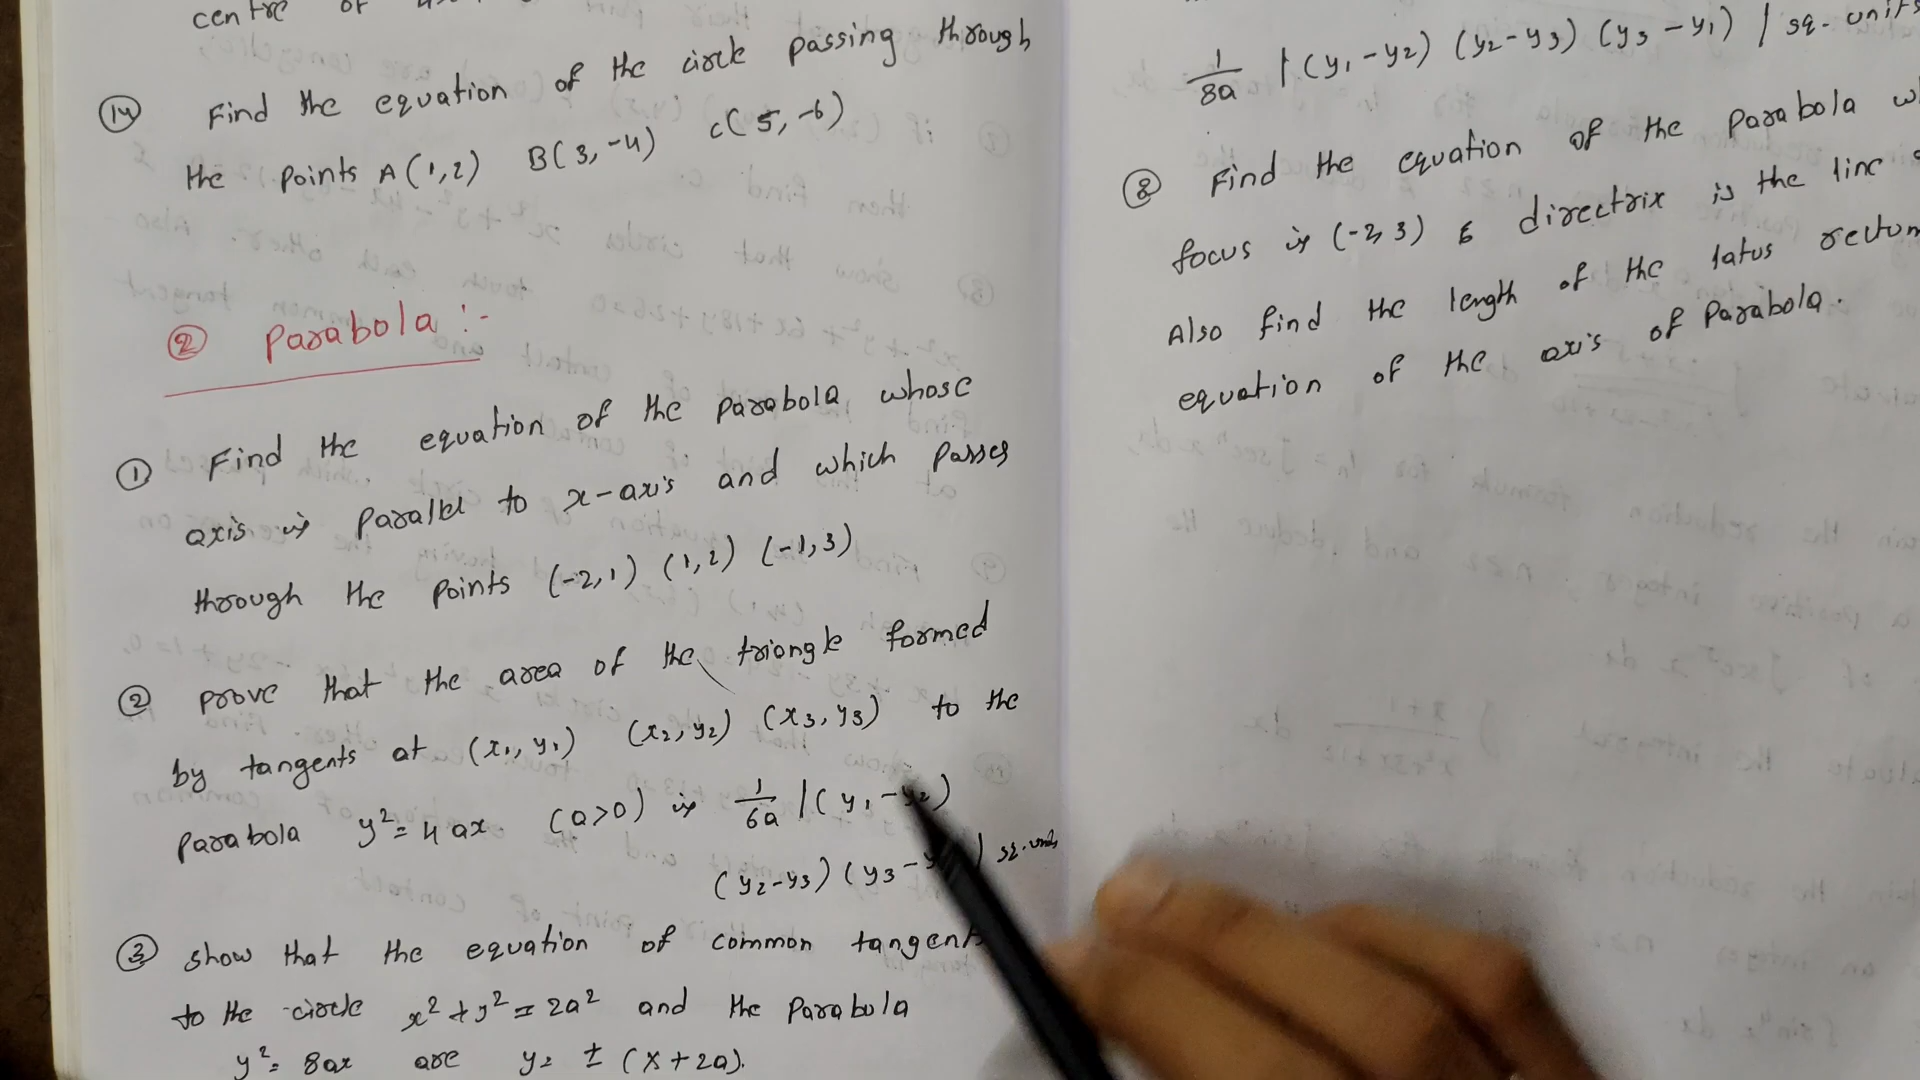 centre of
(14) Find the equation of the circle passing through
the points A(1,2) B(3,-4) C(5,-6)
(2) Parabola :-
(1) Find the equation of the parabola whose
axis is parallel to x-axis and which passes
through the points (-2,1) (1,2) (-1,3)
(2) prove that the area of the triangle formed
by tangents at (x₁, y₁) (x₂, y₂) (x₃, y₃) to the
Parabola y² = 4ax (a>0) is 1/6a |(y₁-y₂)
(y₂-y₃) (y₃- | sq. units
(3) show that the equation of common tangents
to the circle x² + y² = 2a² and the Parabola
y² = 8ax are y = ± (x+2a).
1/8a |(y₁-y₂) (y₂-y₃) (y₃-y₁)| sq. units
(8) Find the equation of the Parabola
focus is (-2,3) & directrix is the line
Also find the length of the latus rectum
equation of the axis of Parabola.